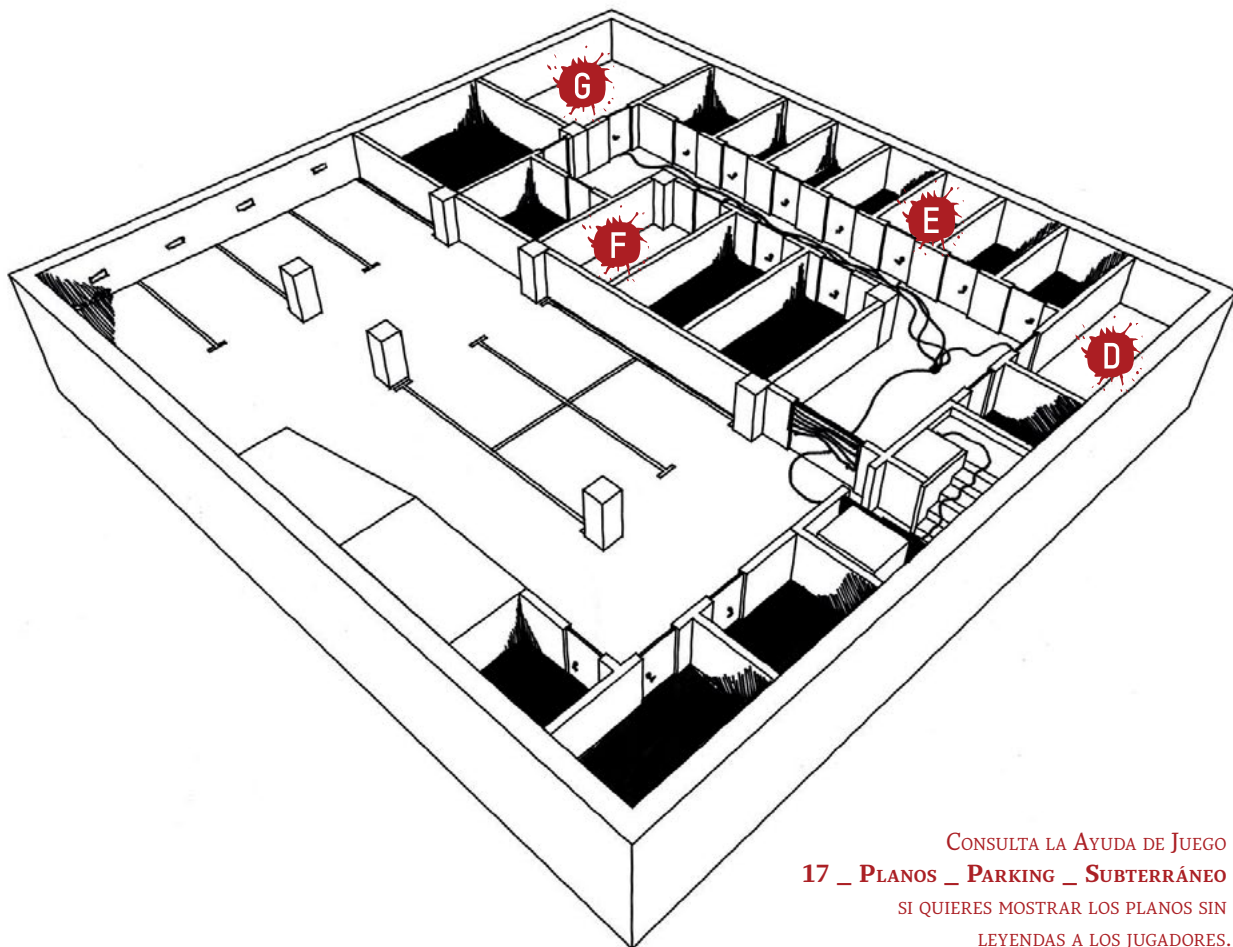 G
E
F
D
CONSULTA LA AYUDA DE JUEGO
17 _ PLANOS _ PARKING _ SUBTERRÁNEO
SI QUIERES MOSTRAR LOS PLANOS SIN
LEYENDAS A LOS JUGADORES.